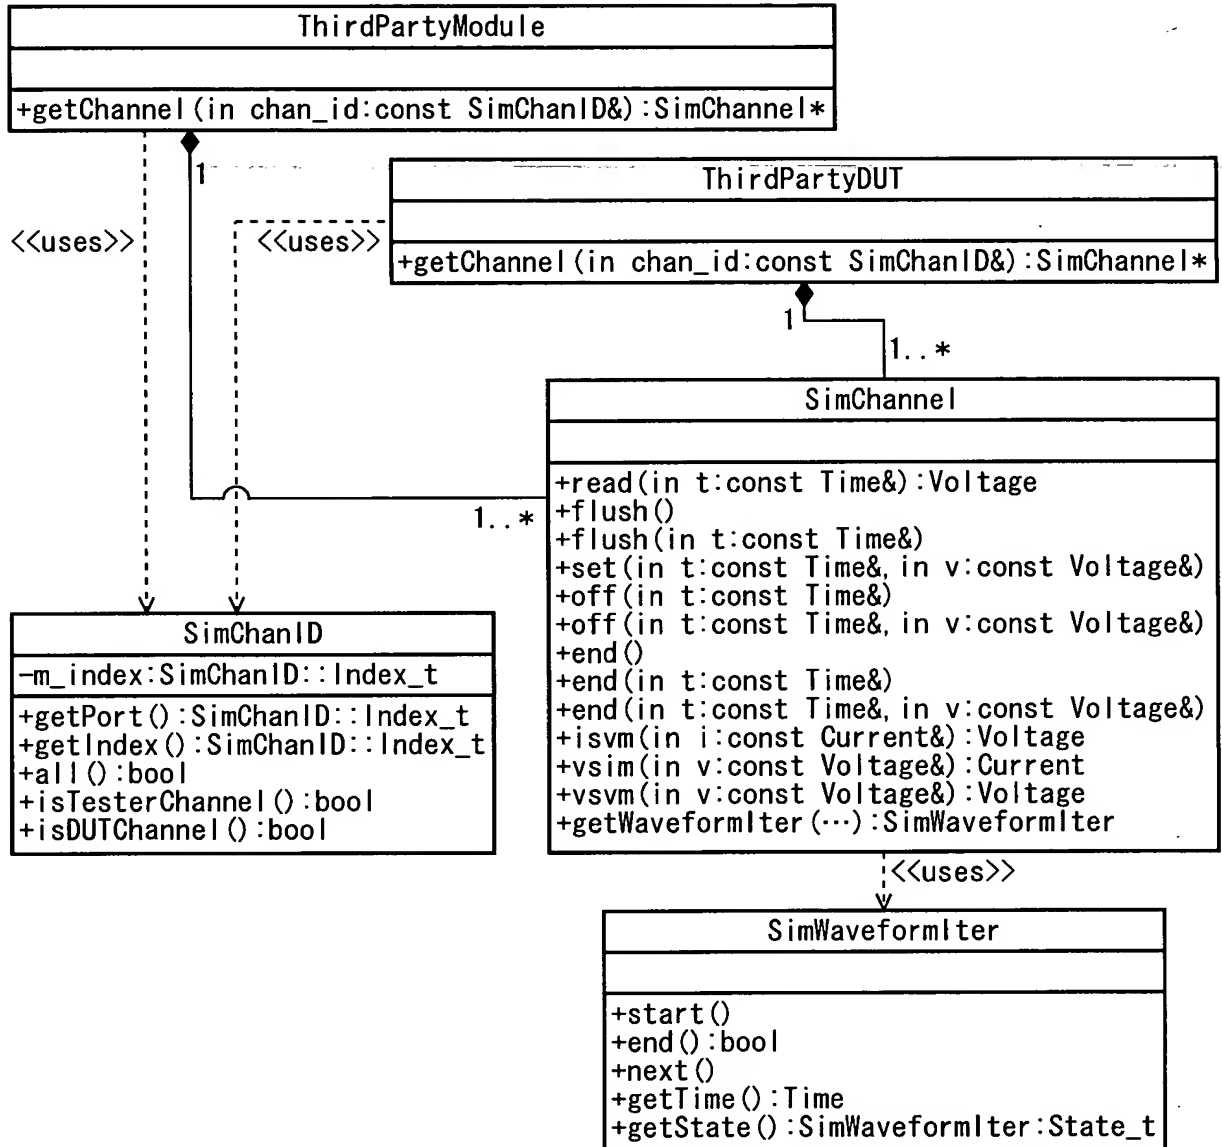 ThirdPartyModule
+getChannel(in chan_id:const SimChanID&):SimChannel*
1
ThirdPartyDUT
<<uses>>
<<uses>>
+getChannel(in chan_id:const SimChanID&):SimChannel*
1
1..*
SimChannel
+read(in t:const Time&):Voltage
+flush()
+flush(in t:const Time&)
+set(in t:const Time&, in v:const Voltage&)
+off(in t:const Time&)
+off(in t:const Time&, in v:const Voltage&)
+end()
+end(in t:const Time&)
+end(in t:const Time&, in v:const Voltage&)
+isvm(in i:const Current&):Voltage
+vsim(in v:const Voltage&):Current
+vsvm(in v:const Voltage&):Voltage
+getWaveformIter(…):SimWaveformIter
1..*
SimChanID
-m_index:SimChanID::Index_t
+getPort():SimChanID::Index_t
+getIndex():SimChanID::Index_t
+all():bool
+isTesterChannel():bool
+isDUTChannel():bool
<<uses>>
SimWaveformIter
+start()
+end():bool
+next()
+getTime():Time
+getState():SimWaveformIter:State_t